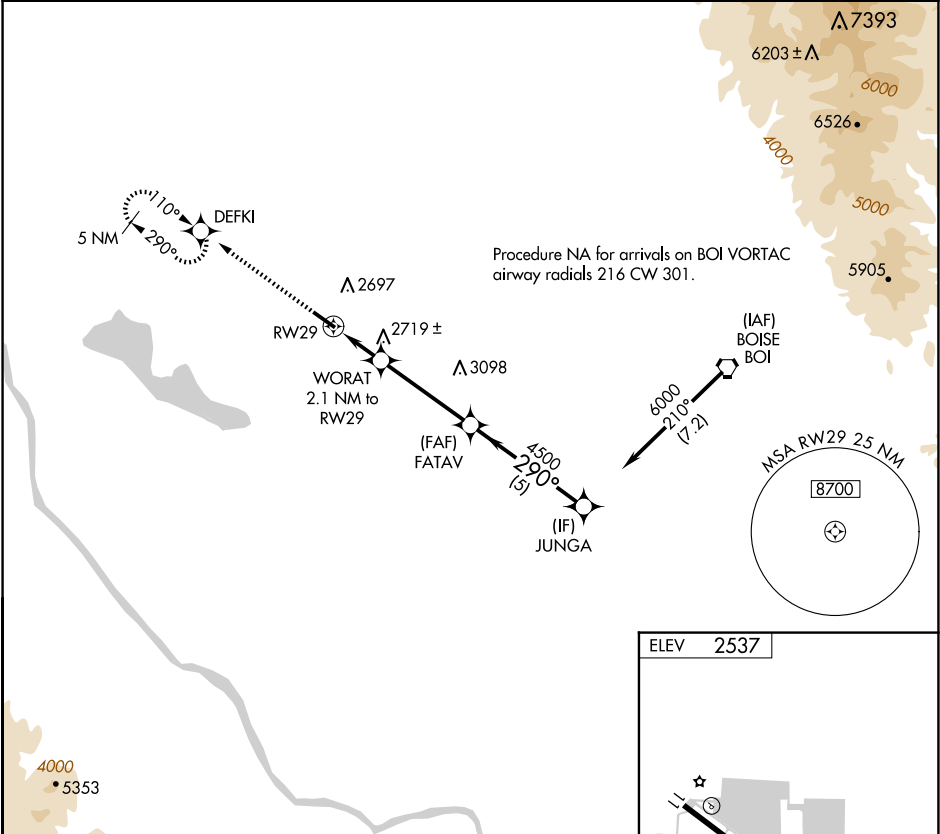 7393
6203 ±
6000
6526
4000
5000
5905
110°
DEFKI
5 NM
290°
Procedure NA for arrivals on BOI VORTAC
airway radials 216 CW 301.
2697
RW29
2719 ±
(IAF)
BOISE
BOI
WORAT
2.1 NM to
RW29
3098
6000
210°
(7.2)
(FAF)
FATAV
4500
290°
(5)
(IF)
JUNGA
MSA RW29 25 NM
8700
ELEV 2537
4000
5353
11